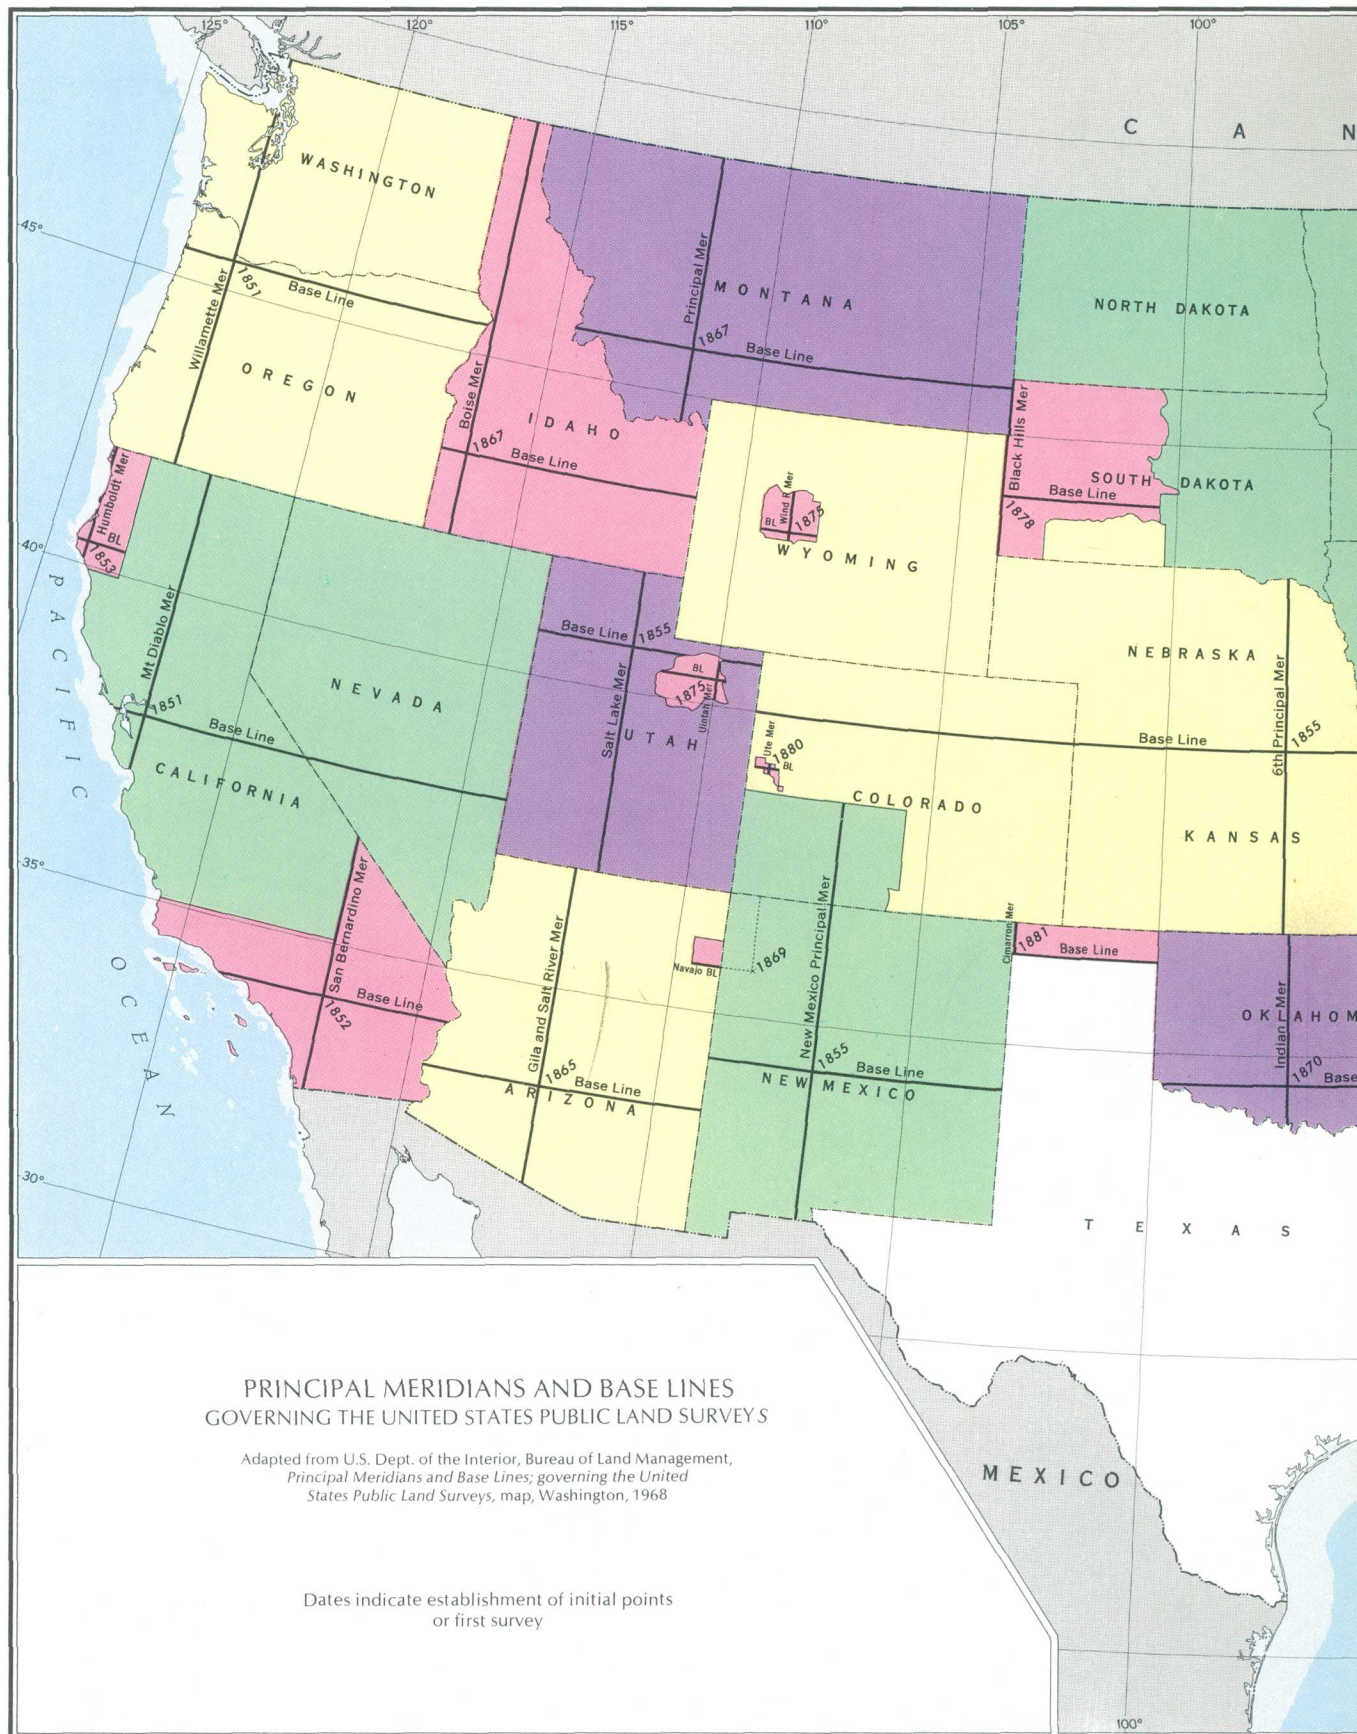 125°
120°
115°
110°
105°
100°
C A N
WASHINGTON
45°
Willamette Mer
1851
Base Line
Principal Mer
MONTANA
1867
Base Line
NORTH DAKOTA
OREGON
Boise Mer
IDAHO
1867
Base Line
Black Hills Mer
SOUTH DAKOTA
Base Line
1878
Humboldt Mer
BL
1853
Wind R Mer
BL
1875
WYOMING
40°
PACIFIC
OCEAN
Mt Diablo Mer
1851
Base Line
NEVADA
CALIFORNIA
Base Line
1855
Salt Lake Mer
BL
1875
Uintah Mer
UTAH
NEBRASKA
6th Principal Mer
Base Line
1855
Ute Mer
1880
BL
COLORADO
KANSAS
35°
San Bernardino Mer
Base Line
1852
Gila and Salt River Mer
1865
Base Line
ARIZONA
Navajo BL
1869
New Mexico Principal Mer
1855
Base Line
NEW MEXICO
Cimarron Mer
1881
Base Line
Indian Mer
OKLAHOM
1870
Base
30°
TEXAS
PRINCIPAL MERIDIANS AND BASE LINES
GOVERNING THE UNITED STATES PUBLIC LAND SURVEYS
Adapted from U.S. Dept. of the Interior, Bureau of Land Management,
Principal Meridians and Base Lines; governing the United
States Public Land Surveys, map, Washington, 1968
MEXICO
Dates indicate establishment of initial points
or first survey
100°